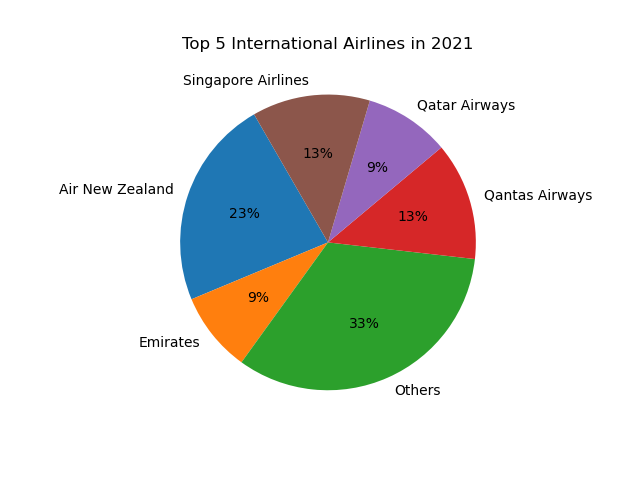 Top 5 International Airlines in 2021
Singapore Airlines
Qatar Airways
13%
9%
Air New Zealand
Qantas Airways
23%
13%
9%
33%
Emirates
Others